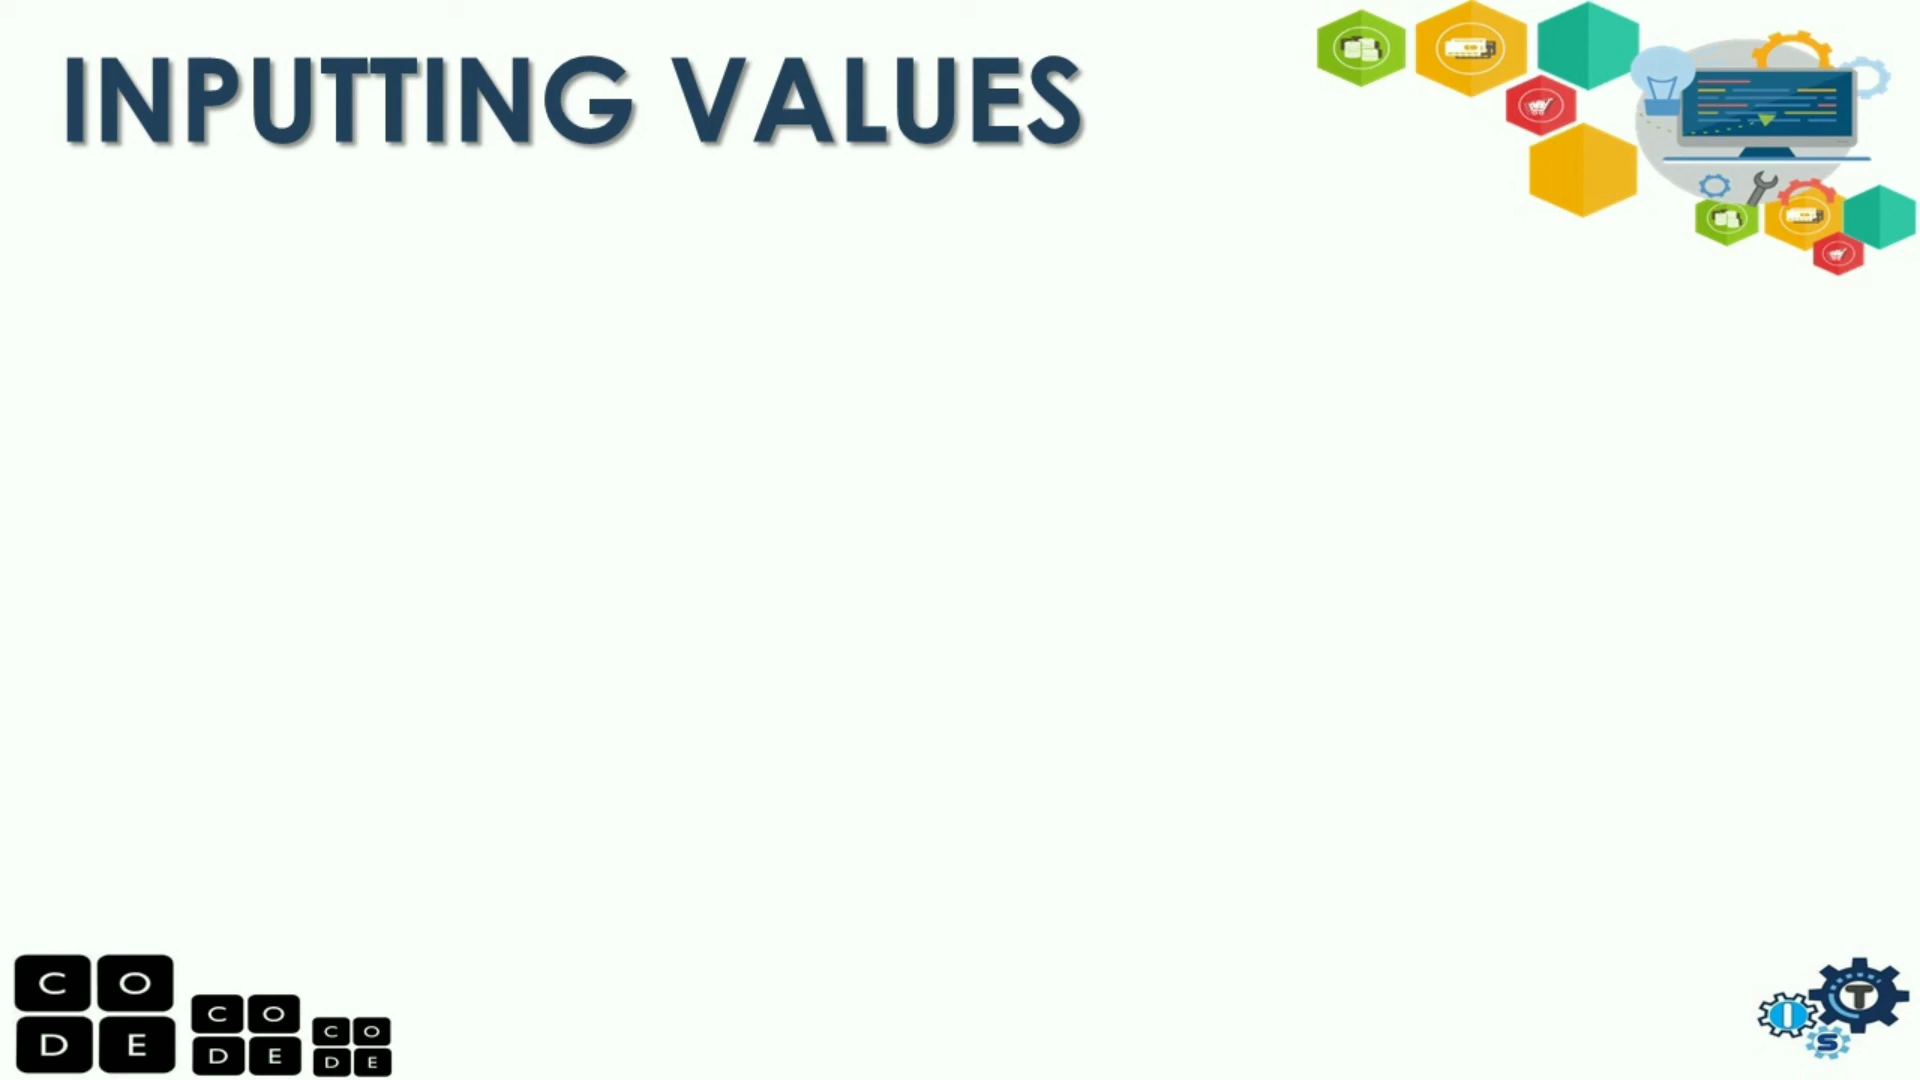 INPUTTING VALUES
C O
D E
C O
D E
C O
D E
I T
S